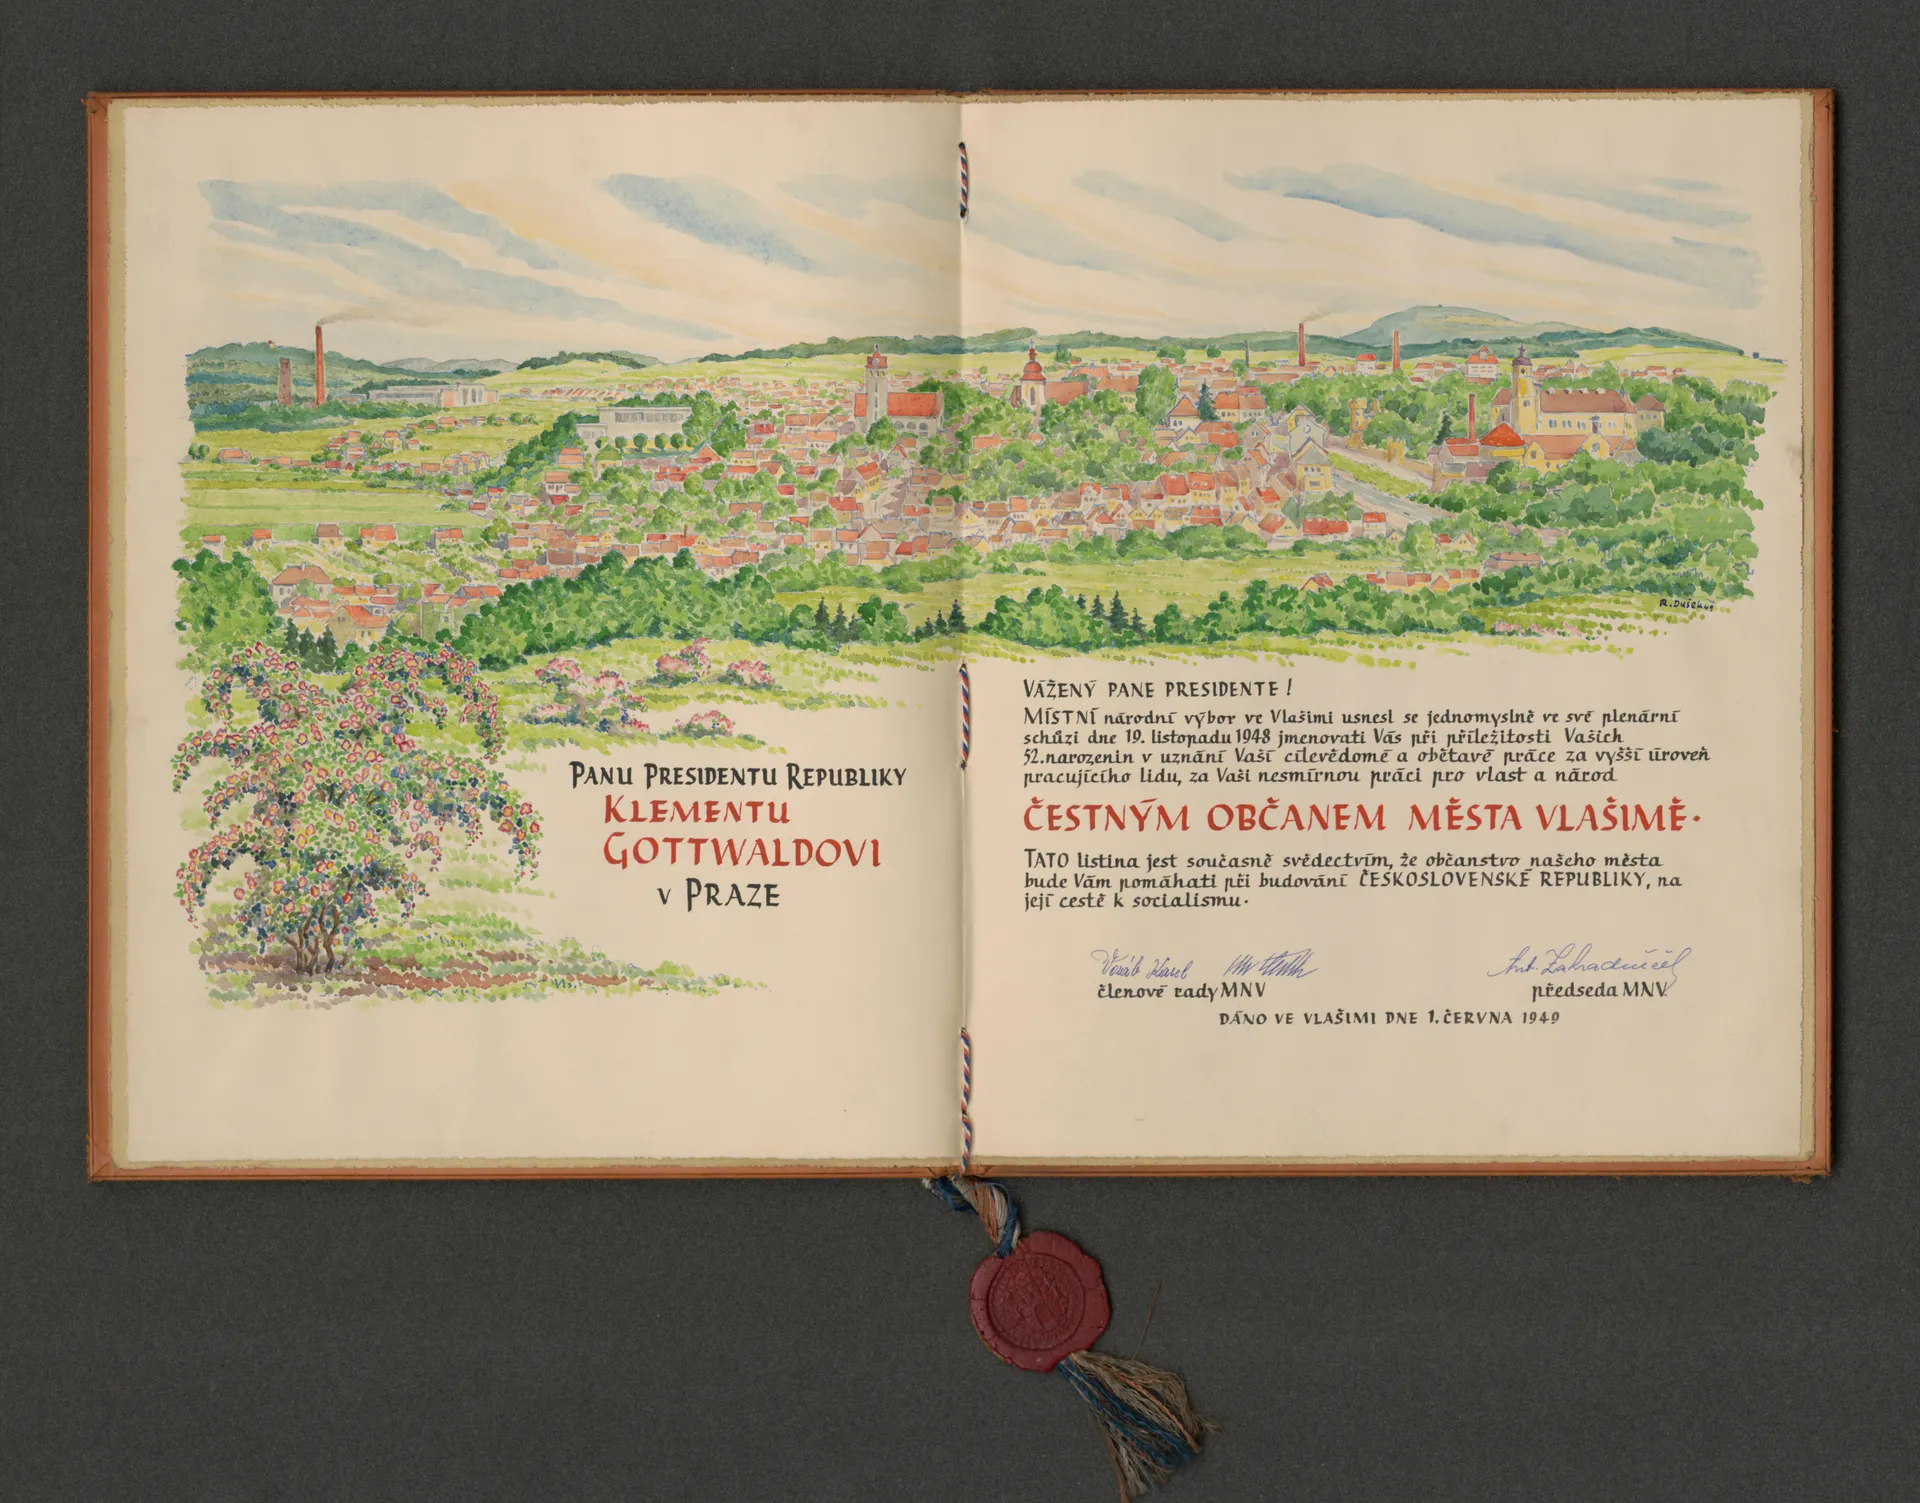 R. Dušek 49
PANU PRESIDENTU REPUBLIKY
KLEMENTU
GOTTWALDOVI
V PRAZE
VÁŽENÝ PANE PRESIDENTE!
MÍSTNÍ národní výbor ve Vlašimi usnesl se jednomyslně ve své plenární
schůzi dne 19. listopadu 1948 jmenovati Vás při příležitosti Vašich
52. narozenin v uznání Vaší cílevědomé a obětavé práce za vyšší úroveň
pracujícího lidu, za Vaši nesmírnou práci pro vlast a národ
ČESTNÝM OBČANEM MĚSTA VLAŠIMĚ.
TATO listina jest současně svědectvím, že občanstvo našeho města
bude Vám pomáhati při budování ČESKOSLOVENSKÉ REPUBLIKY, na
její cestě k socialismu.
Karel Ant. Zahradníček
členové rady MNV předseda MNV
DÁNO VE VLAŠIMI DNE 1. ČERVNA 1949